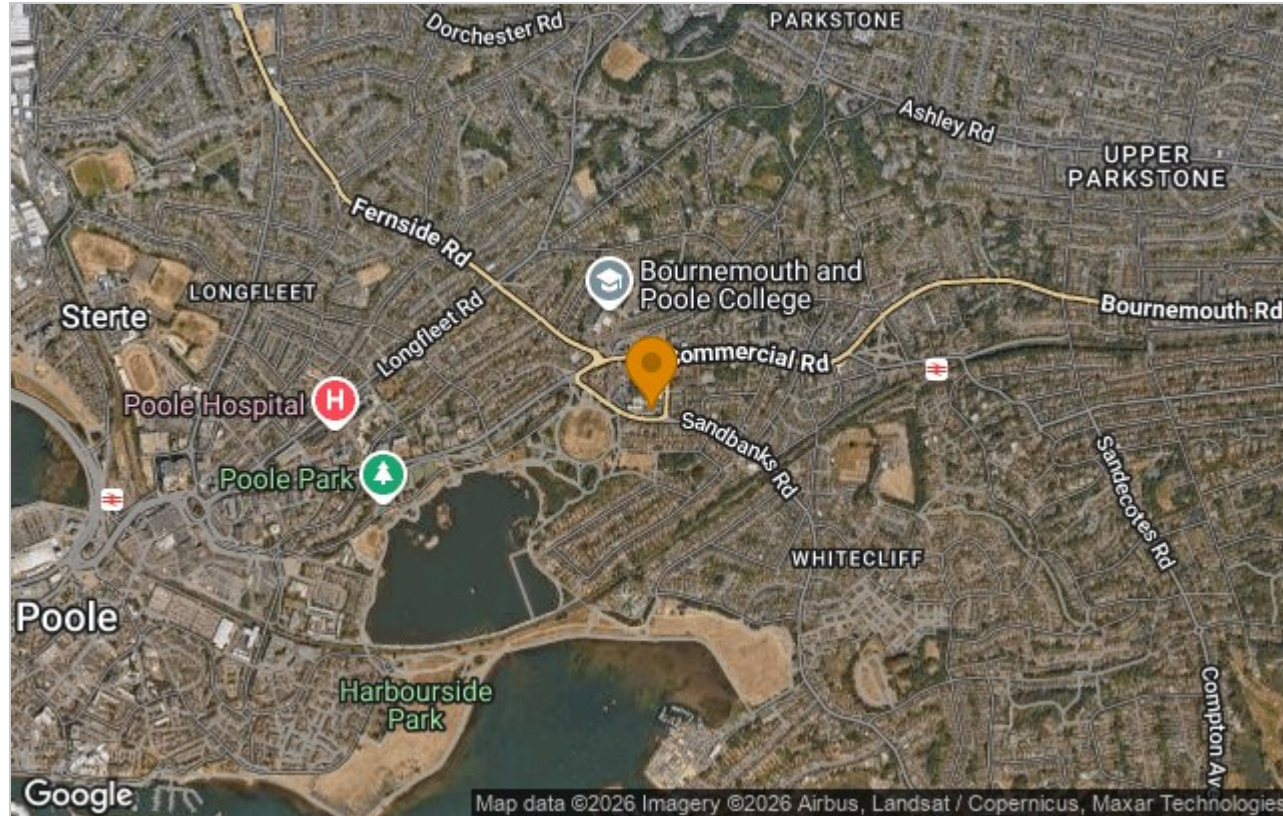 Dorchester Rd
PARKSTONE
Ashley Rd
UPPER
PARKSTONE
Fernside Rd
Bournemouth and
Poole College
LONGFLEET
Sterte
Longfleet Rd
Bournemouth Rd
Commercial Rd
Poole Hospital
H
Sandbanks Rd
Poole Park
Sandecotes Rd
WHITECLIFF
Poole
Harbourside
Park
Compton Ave
Google
Map data ©2026 Imagery ©2026 Airbus, Landsat / Copernicus, Maxar Technologies